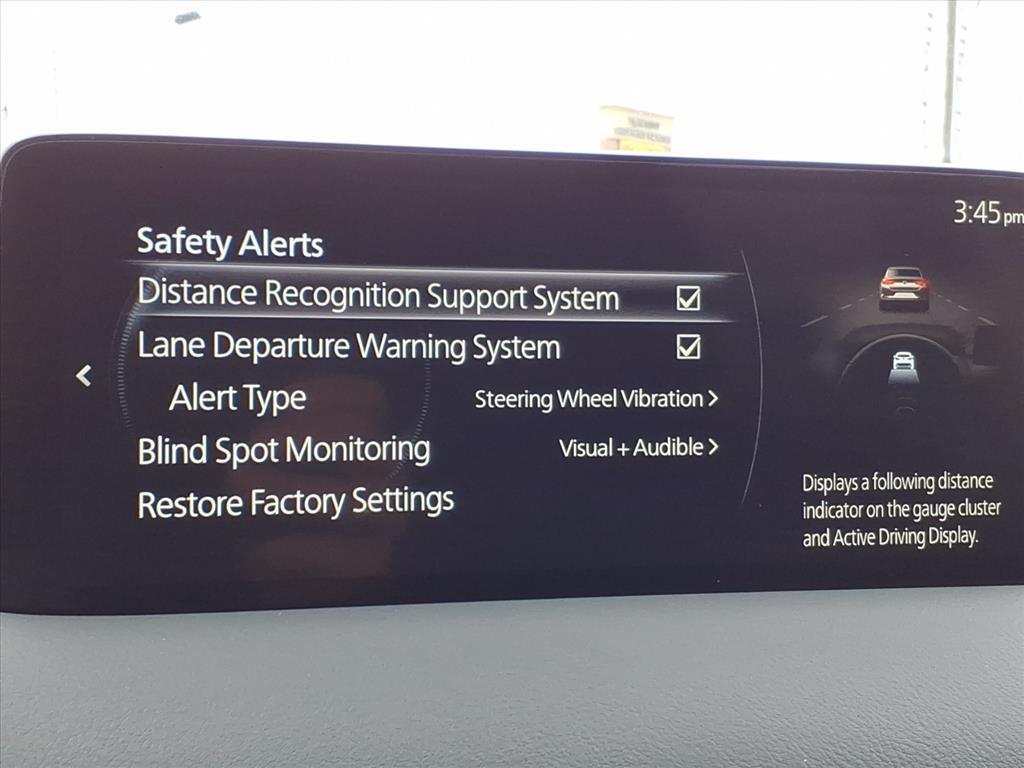 3:45 pm
Safety Alerts
Distance Recognition Support System
Lane Departure Warning System
Alert Type Steering Wheel Vibration >
Blind Spot Monitoring Visual + Audible >
Restore Factory Settings
Displays a following distance
indicator on the gauge cluster
and Active Driving Display.